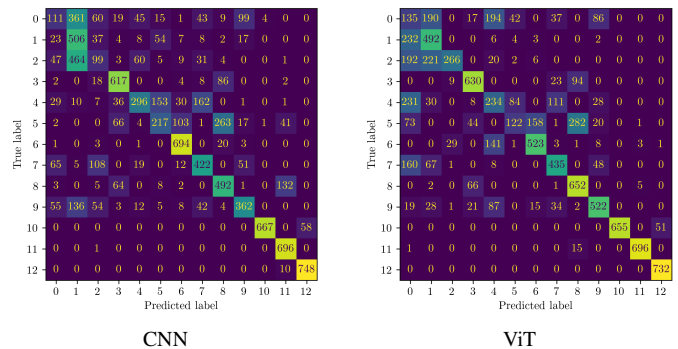 True label
0 111 361 60 19 45 15 1 43 9 99 4 0 0
1 23 506 37 4 8 54 7 8 2 17 0 0 0
2 47 464 99 3 60 5 9 31 4 0 0 2 0
3 2 0 18 617 0 0 4 8 86 0 0 1 0
4 29 10 7 36 296 153 30 162 0 1 0 1 0
5 0 0 3 66 4 217 103 1 263 17 1 41 0
6 1 0 3 0 20 0 694 0 20 3 0 0 0
7 65 5 108 0 19 0 12 422 0 51 0 0 0
8 3 0 5 64 0 8 2 0 492 1 0 132 0
9 55 136 54 3 12 5 8 42 4 362 0 0 0
10 0 0 0 0 0 0 0 0 0 0 667 0 58
11 0 0 1 0 0 0 0 0 0 0 0 696 0
12 0 0 0 0 0 0 0 0 0 0 0 10 748
0 1 2 3 4 5 6 7 8 9 10 11 12
Predicted label
CNN
True label
0 135 190 0 17 194 42 0 37 0 86 0 0 0
1 232 492 0 0 6 4 3 0 0 2 0 0 0
2 192 221 266 0 20 2 6 0 0 0 0 0 0
3 0 0 0 630 0 0 0 23 94 0 0 0 0
4 231 30 0 8 234 84 0 111 0 28 0 0 0
5 73 0 0 0 0 122 158 1 282 20 0 1 0
6 0 0 29 0 141 1 523 3 1 8 0 3 1
7 160 67 1 0 8 0 0 435 0 48 0 0 0
8 0 2 0 66 0 0 0 1 652 0 0 5 0
9 19 28 1 21 87 0 15 34 2 522 0 0 0
10 0 0 0 0 0 0 0 0 0 0 655 0 51
11 1 0 0 0 0 0 0 0 15 0 0 696 0
12 0 0 0 0 0 0 0 0 0 0 0 0 732
0 1 2 3 4 5 6 7 8 9 10 11 12
Predicted label
ViT